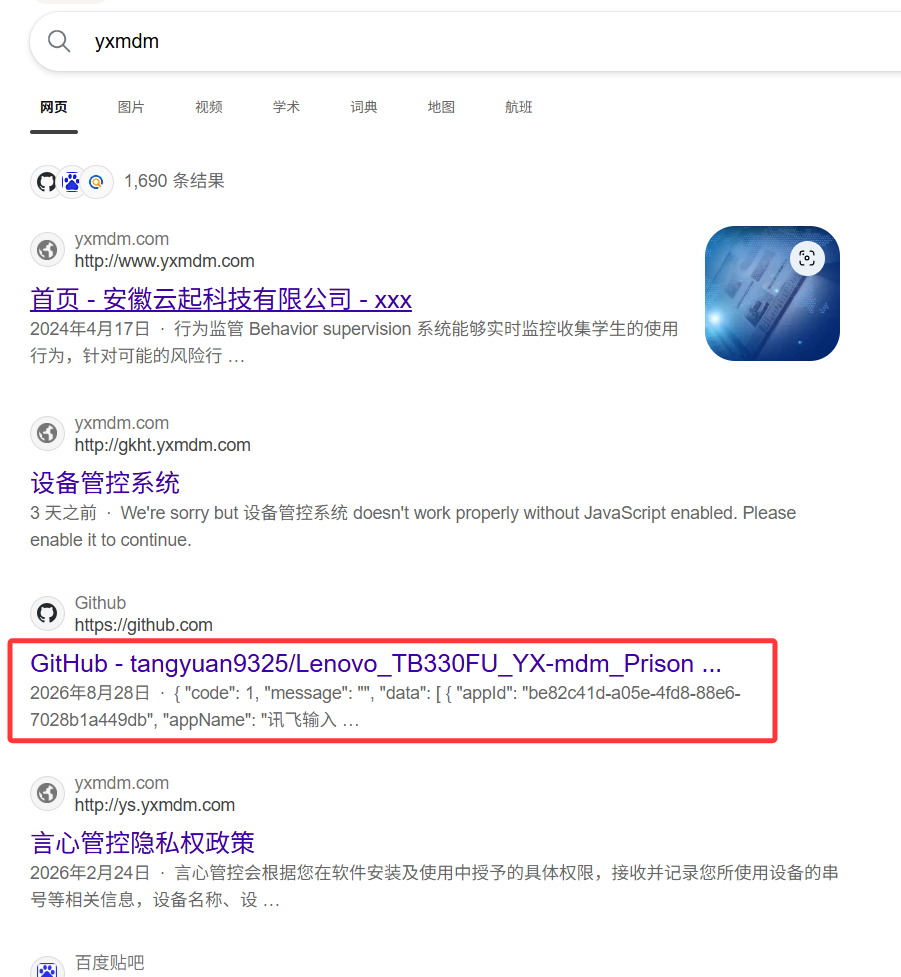 yxmdm
网页 图片 视频 学术 词典 地图 航班
1,690 条结果
yxmdm.com
http://www.yxmdm.com
首页 - 安徽云起科技有限公司 - xxx
2024年4月17日 · 行为监管 Behavior supervision 系统能够实时监控收集学生的使用
行为，针对可能的风险行 …
yxmdm.com
http://gkht.yxmdm.com
设备管控系统
3 天之前 · We're sorry but 设备管控系统 doesn't work properly without JavaScript enabled. Please
enable it to continue.
Github
https://github.com
GitHub - tangyuan9325/Lenovo_TB330FU_YX-mdm_Prison ...
2026年8月28日 · { "code": 1, "message": "", "data": [ { "appId": "be82c41d-a05e-4fd8-88e6-
7028b1a449db", "appName": "讯飞输入 …
yxmdm.com
http://ys.yxmdm.com
言心管控隐私权政策
2026年2月24日 · 言心管控会根据您在软件安装及使用中授予的具体权限，接收并记录您所使用设备的串
号等相关信息，设备名称、设 …
百度贴吧